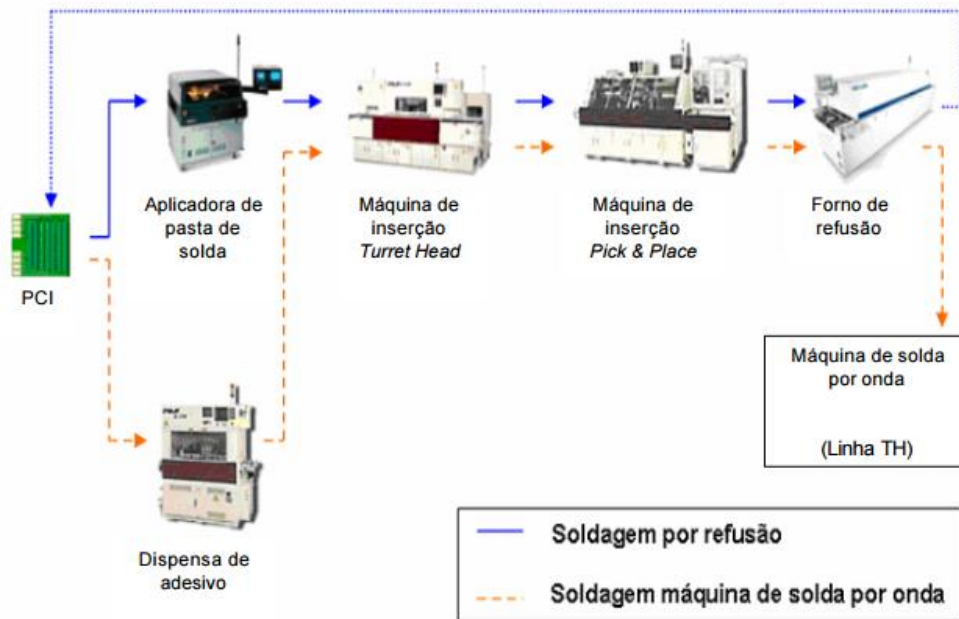 Aplicadora de
pasta de
solda
Máquina de
inserção
Turret Head
Máquina de
inserção
Pick & Place
Forno de
refusão
PCI
Máquina de solda
por onda
(Linha TH)
Dispensa de
adesivo
Soldagem por refusão
Soldagem máquina de solda por onda